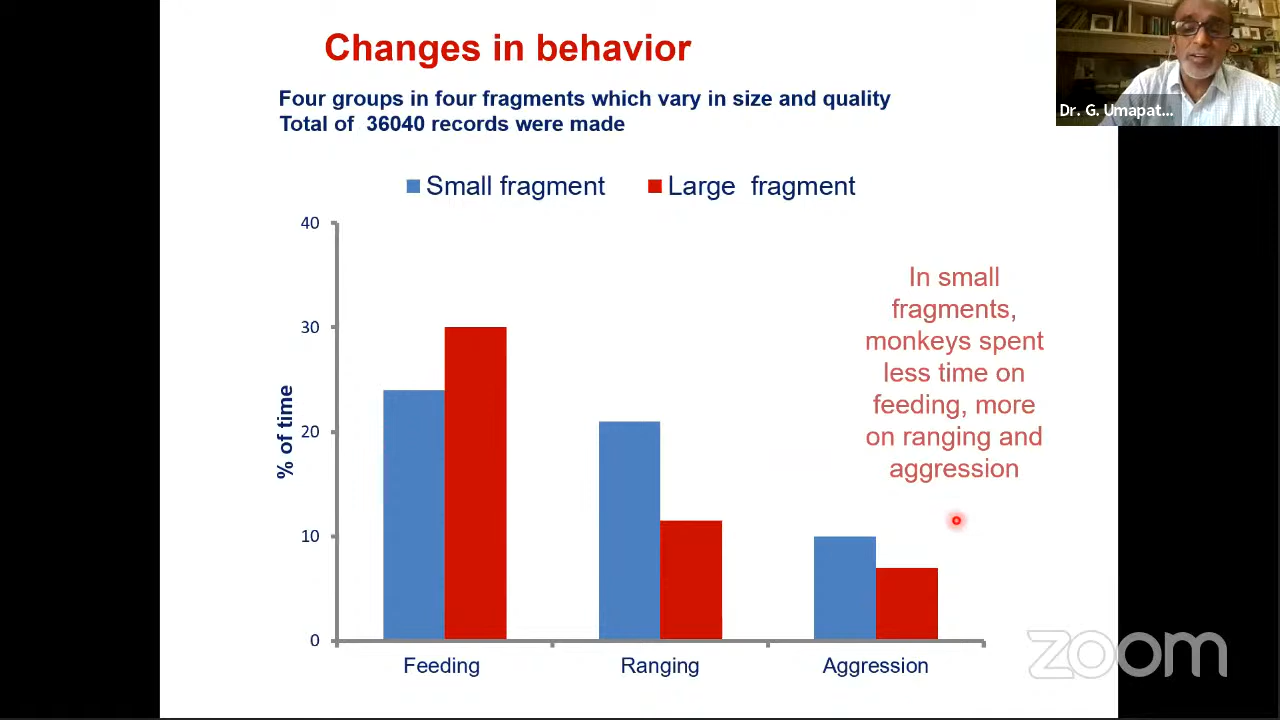 Changes in behavior
Dr. G. Umapat...
Four groups in four fragments which vary in size and quality
Total of 36040 records were made
Small fragment
Large fragment
40
30
20
10
0
% of time
In small
fragments,
monkeys spent
less time on
feeding, more
on ranging and
aggression
Feeding
Ranging
Aggression
zoom